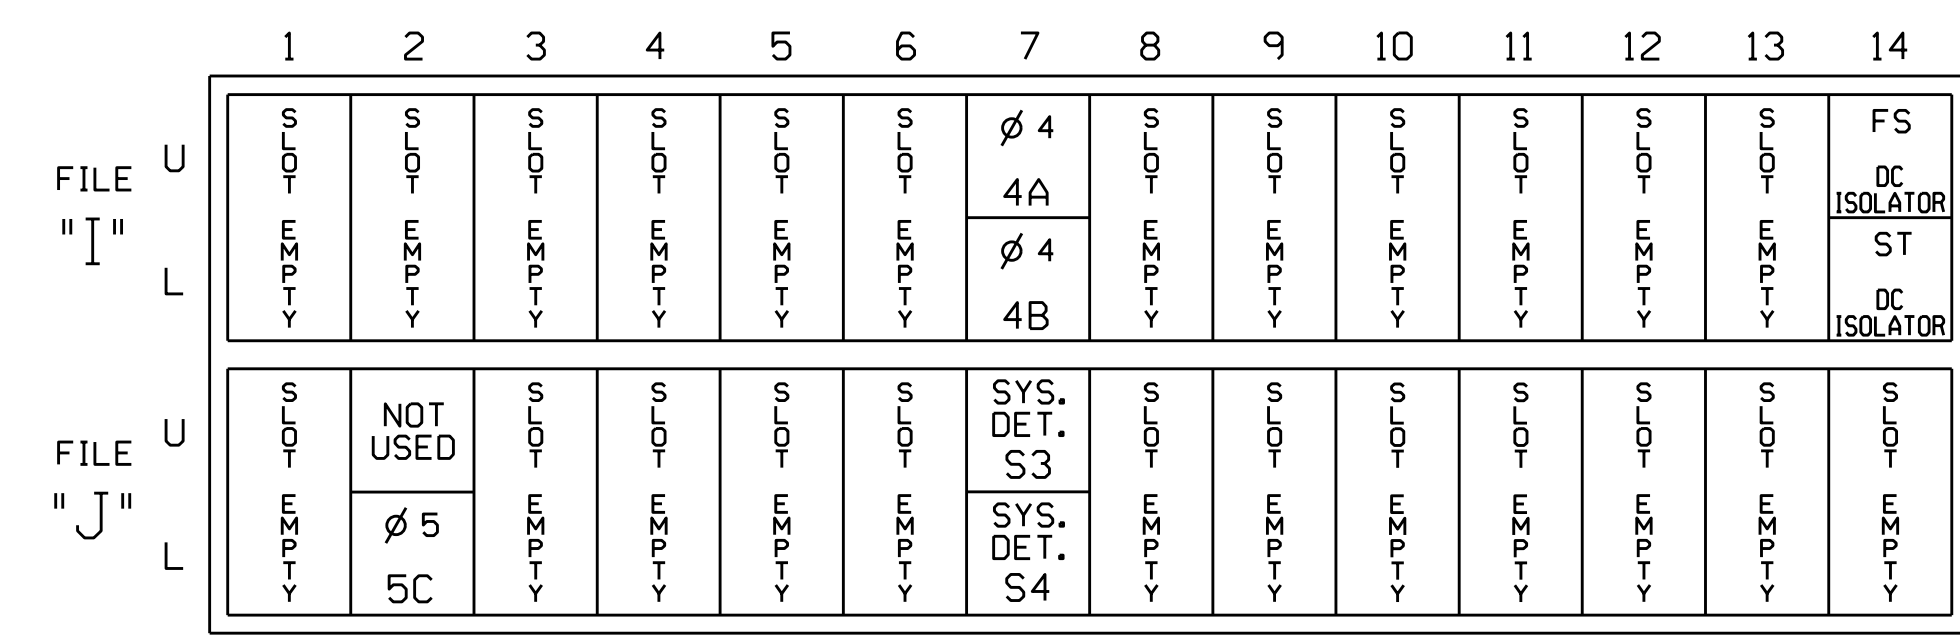 1 2 3 4 5 6 7 8 9 10 11 12 13 14
FILE
"I"
U
L
SLOT EMPTY
SLOT EMPTY
SLOT EMPTY
SLOT EMPTY
SLOT EMPTY
SLOT EMPTY
Ø 4
4A
Ø 4
4B
SLOT EMPTY
SLOT EMPTY
SLOT EMPTY
SLOT EMPTY
SLOT EMPTY
SLOT EMPTY
FS
DC
ISOLATOR
ST
DC
ISOLATOR
FILE
"J"
U
L
SLOT EMPTY
NOT
USED
Ø 5
5C
SLOT EMPTY
SLOT EMPTY
SLOT EMPTY
SLOT EMPTY
SYS.
DET.
S3
SYS.
DET.
S4
SLOT EMPTY
SLOT EMPTY
SLOT EMPTY
SLOT EMPTY
SLOT EMPTY
SLOT EMPTY
SLOT EMPTY